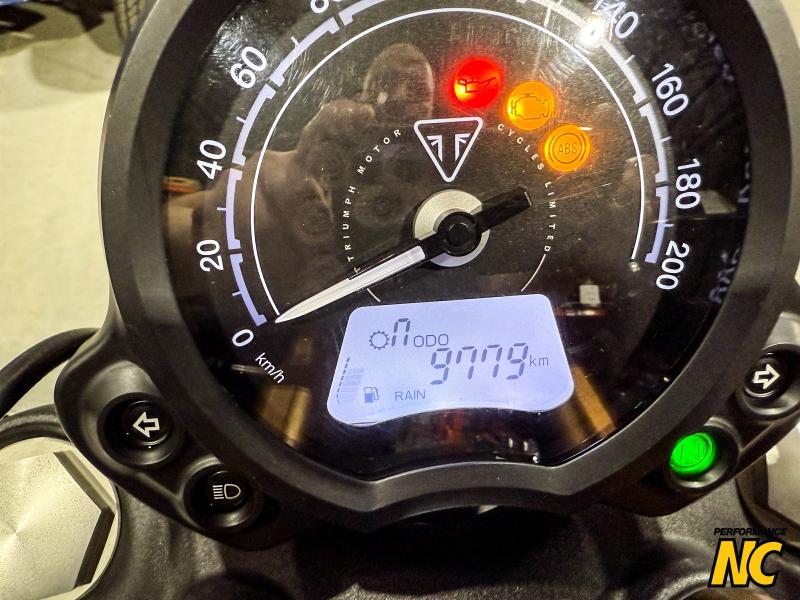 0
20
40
60
140
160
180
200
km/h
TRIUMPH MOTOR
CYCLES LIMITED
ABS
n ODO
9779 km
RAIN
N
PERFORMANCE
NC